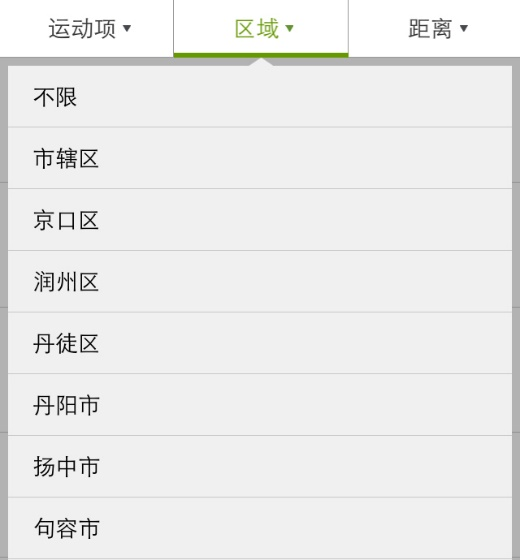 运动项 区域 距离
不限
市辖区
京口区
润州区
丹徒区
丹阳市
扬中市
句容市